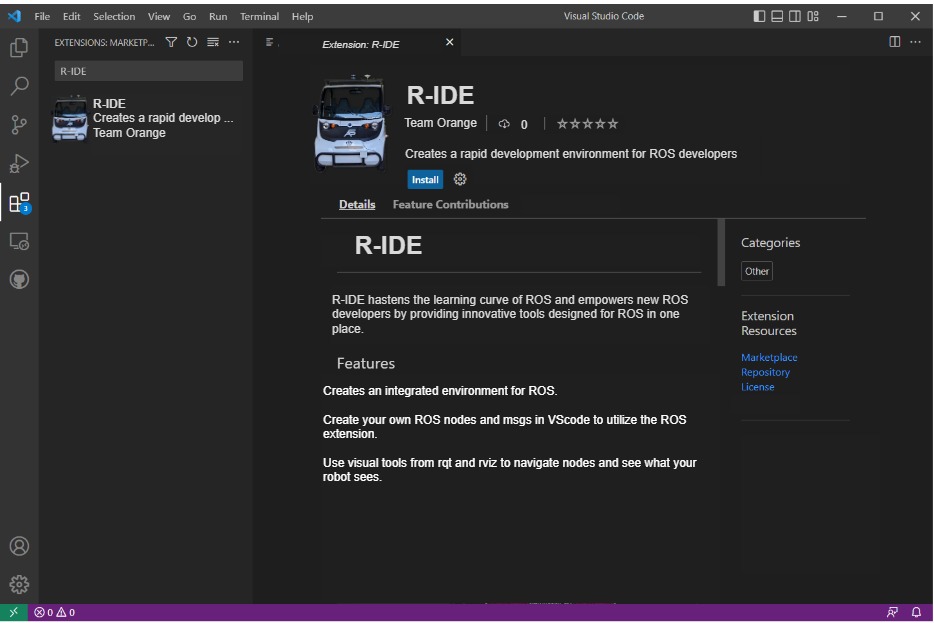 File Edit Selection View Go Run Terminal Help
Visual Studio Code
EXTENSIONS: MARKETP...
R-IDE
R-IDE
Creates a rapid develop ...
Team Orange
3
Extension: R-IDE
R-IDE
Team Orange
0
Creates a rapid development environment for ROS developers
Install
Details Feature Contributions
R-IDE
R-IDE hastens the learning curve of ROS and empowers new ROS
developers by providing innovative tools designed for ROS in one
place.
Features
Creates an integrated environment for ROS.
Create your own ROS nodes and msgs in VScode to utilize the ROS
extension.
Use visual tools from rqt and rviz to navigate nodes and see what your
robot sees.
Categories
Other
Extension
Resources
Marketplace
Repository
License
0 0